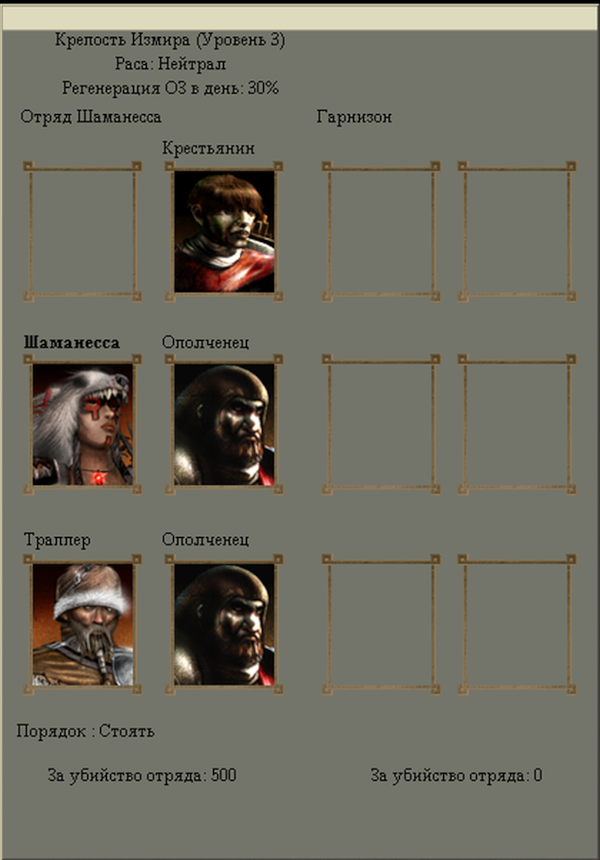 Крепость Измира (Уровень 3)
Раса: Нейтрал
Регенерация ОЗ в день: 30%
Отряд Шаманесса
Гарнизон
Крестьянин
Шаманесса
Ополченец
Траппер
Ополченец
Порядок : Стоять
За убийство отряда: 500
За убийство отряда: 0